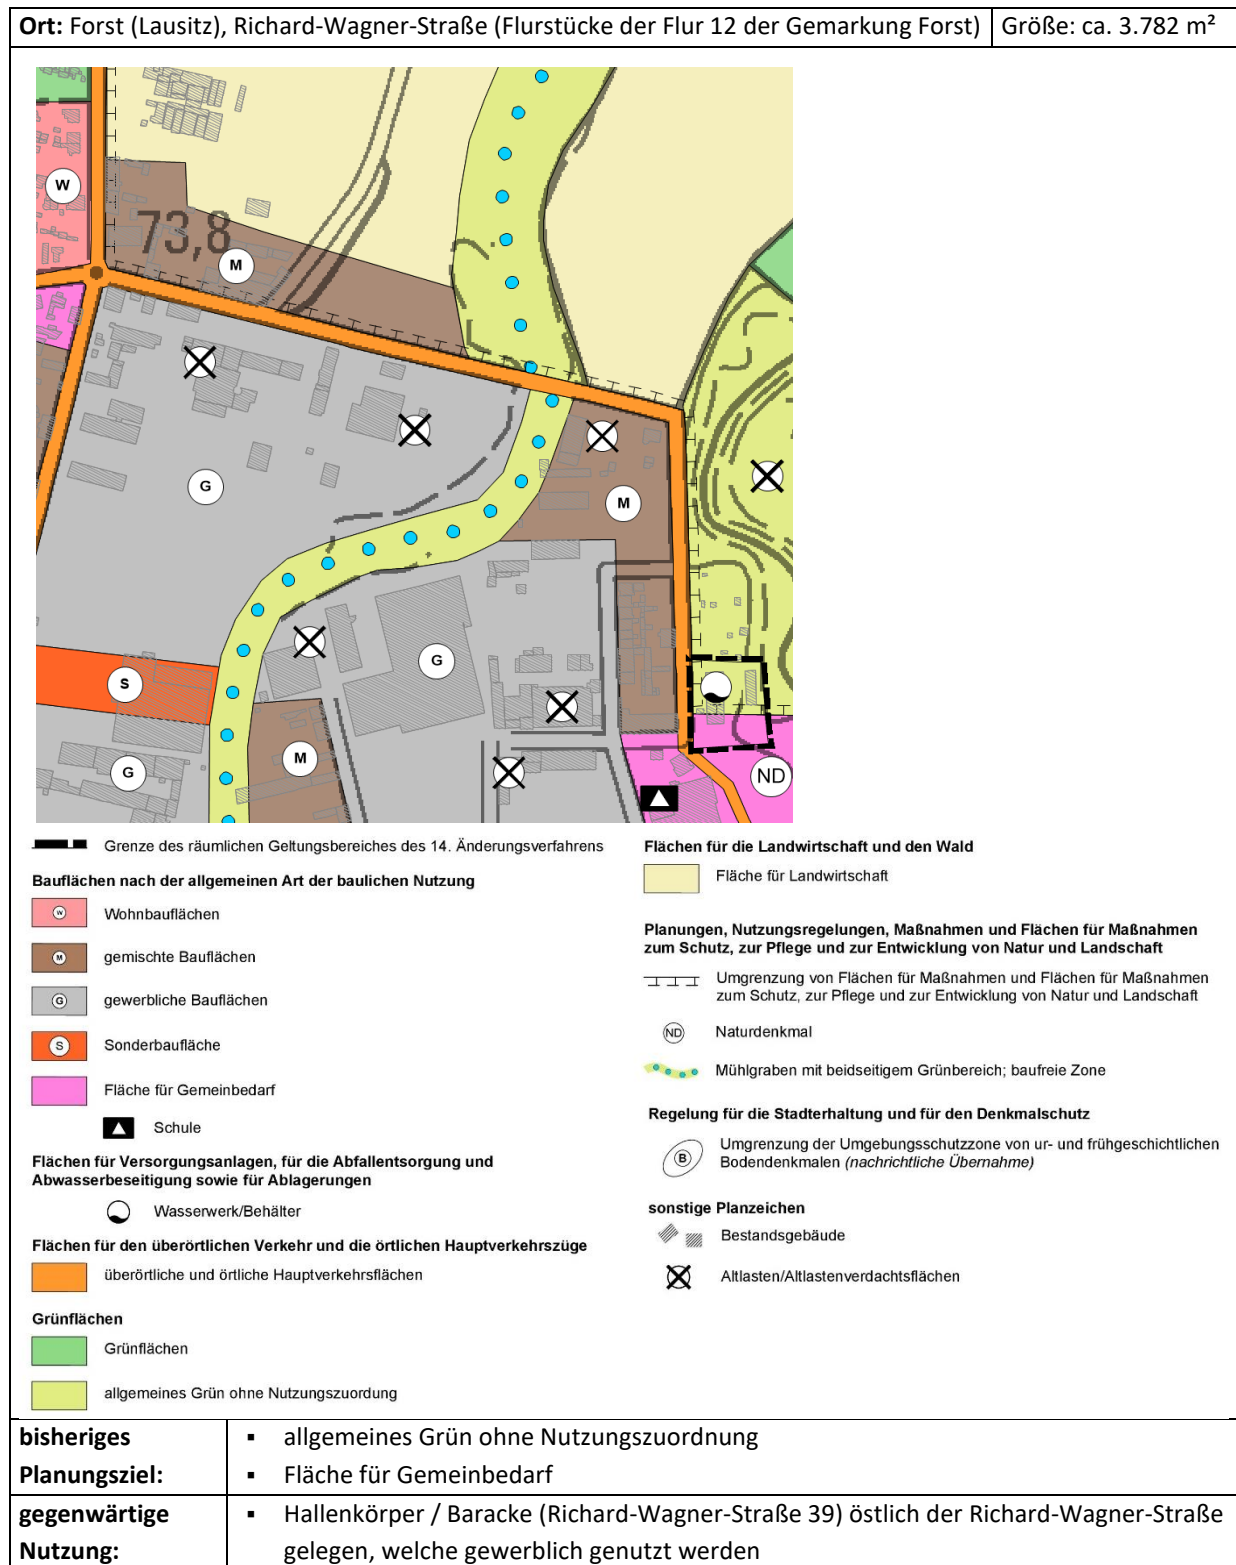 Ort: Forst (Lausitz), Richard-Wagner-Straße (Flurstücke der Flur 12 der Gemarkung Forst) Größe: ca. 3.782 m²
W
73,8
M
G
M
S
G
G
M
ND
Grenze des räumlichen Geltungsbereiches des 14. Änderungsverfahrens
Bauflächen nach der allgemeinen Art der baulichen Nutzung
W Wohnbauflächen
M gemischte Bauflächen
G gewerbliche Bauflächen
S Sonderbaufläche
Fläche für Gemeinbedarf
Schule
Flächen für Versorgungsanlagen, für die Abfallentsorgung und
Abwasserbeseitigung sowie für Ablagerungen
Wasserwerk/Behälter
Flächen für den überörtlichen Verkehr und die örtlichen Hauptverkehrszüge
überörtliche und örtliche Hauptverkehrsflächen
Grünflächen
Grünflächen
allgemeines Grün ohne Nutzungszuordung
Flächen für die Landwirtschaft und den Wald
Fläche für Landwirtschaft
Planungen, Nutzungsregelungen, Maßnahmen und Flächen für Maßnahmen
zum Schutz, zur Pflege und zur Entwicklung von Natur und Landschaft
Umgrenzung von Flächen für Maßnahmen und Flächen für Maßnahmen
zum Schutz, zur Pflege und zur Entwicklung von Natur und Landschaft
ND Naturdenkmal
Mühlgraben mit beidseitigem Grünbereich; baufreie Zone
Regelung für die Stadterhaltung und für den Denkmalschutz
B Umgrenzung der Umgebungsschutzzone von ur- und frühgeschichtlichen
Bodendenkmalen (nachrichtliche Übernahme)
sonstige Planzeichen
Bestandsgebäude
Altlasten/Altlastenverdachtsflächen
bisheriges
Planungsziel:
▪ allgemeines Grün ohne Nutzungszuordnung
▪ Fläche für Gemeinbedarf
gegenwärtige
Nutzung:
▪ Hallenkörper / Baracke (Richard-Wagner-Straße 39) östlich der Richard-Wagner-Straße
gelegen, welche gewerblich genutzt werden